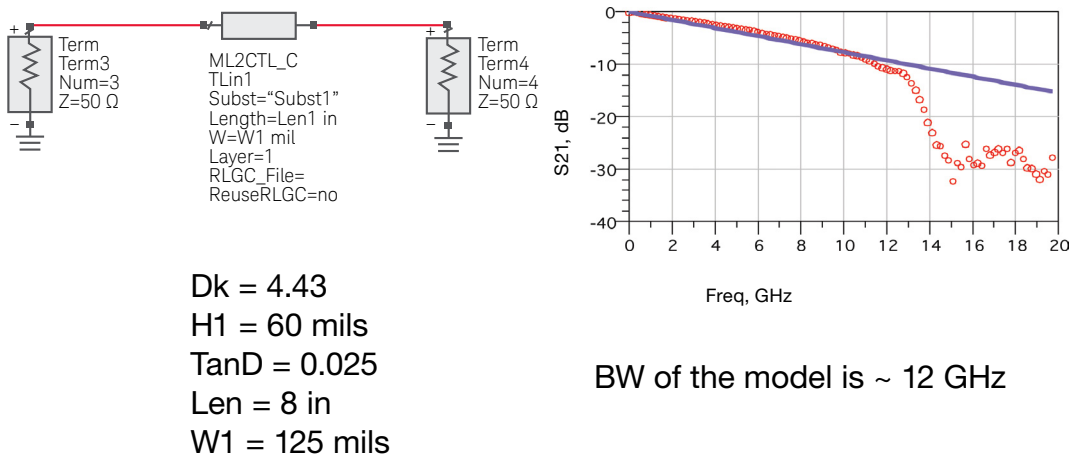 +
Term
Term3
Num=3
Z=50 Ω
−
ML2CTL_C
TLin1
Subst=“Subst1”
Length=Len1 in
W=W1 mil
Layer=1
RLGC_File=
ReuseRLGC=no
+
Term
Term4
Num=4
Z=50 Ω
−
S21, dB
0
-10
-20
-30
-40
0 2 4 6 8 10 12 14 16 18 20
Freq, GHz
Dk = 4.43
H1 = 60 mils
TanD = 0.025
Len = 8 in
W1 = 125 mils
BW of the model is ~ 12 GHz